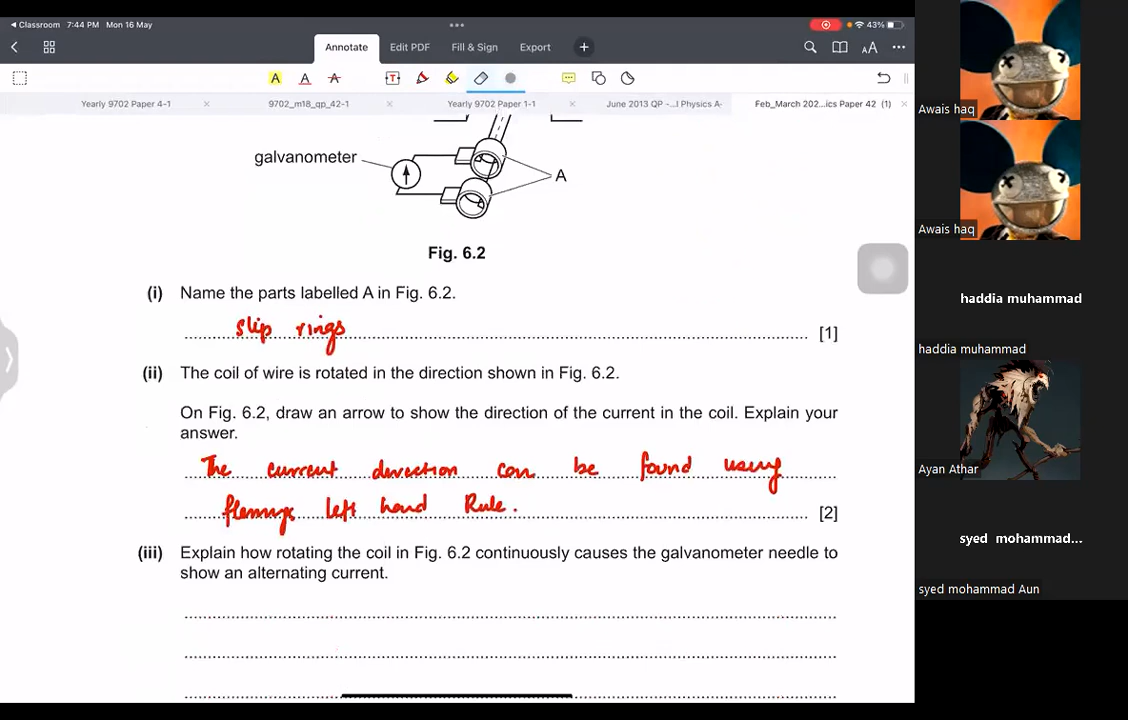 Classroom 7:44 PM Mon 16 May
43%
Annotate Edit PDF Fill & Sign Export
Yearly 9702 Paper 4-1
9702_m18_qp_42-1
Yearly 9702 Paper 1-1
June 2013 QP -...l Physics A-
Feb_March 202...ics Paper 42 (1)
galvanometer
A
Fig. 6.2
(i) Name the parts labelled A in Fig. 6.2.
slip rings [1]
(ii) The coil of wire is rotated in the direction shown in Fig. 6.2.
On Fig. 6.2, draw an arrow to show the direction of the current in the coil. Explain your
answer.
The current direction can be found using
flemings left hand Rule. [2]
(iii) Explain how rotating the coil in Fig. 6.2 continuously causes the galvanometer needle to
show an alternating current.
Awais haq
Awais haq
haddia muhammad
haddia muhammad
Ayan Athar
syed mohammad...
syed mohammad Aun